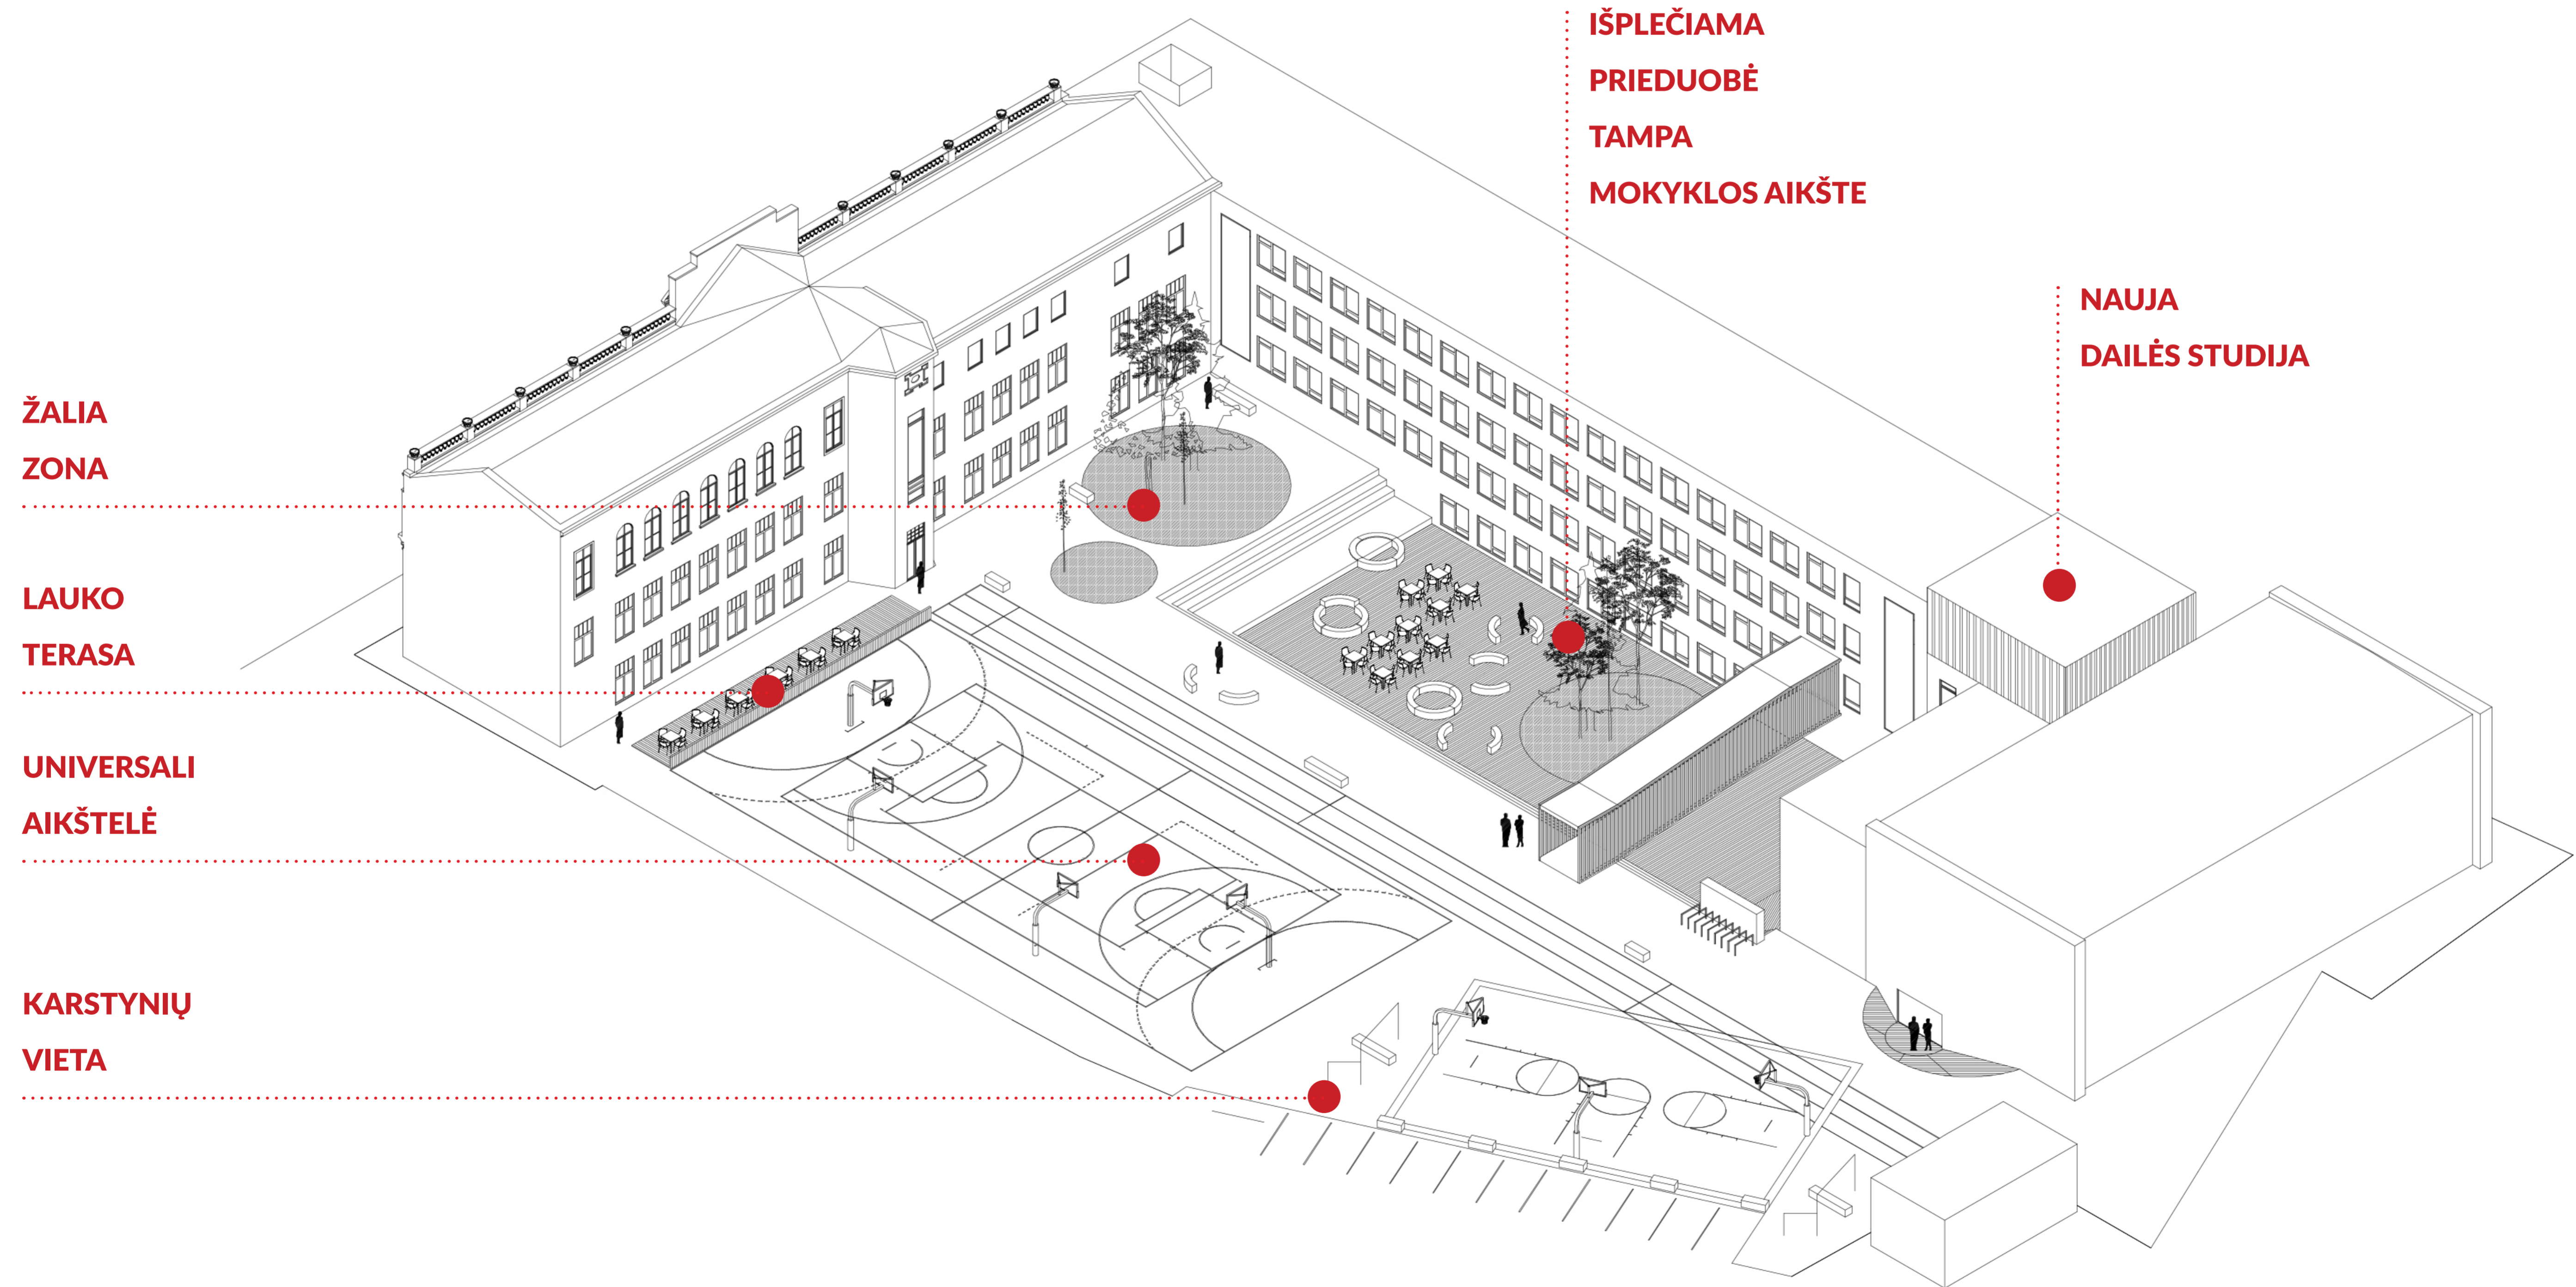 IŠPLEČIAMA
PRIEDUOBĖ
TAMPA
MOKYKLOS AIKŠTE
NAUJA
DAILĖS STUDIJA
ŽALIA
ZONA
LAUKO
TERASA
UNIVERSALI
AIKŠTELĖ
KARSTYNIŲ
VIETA